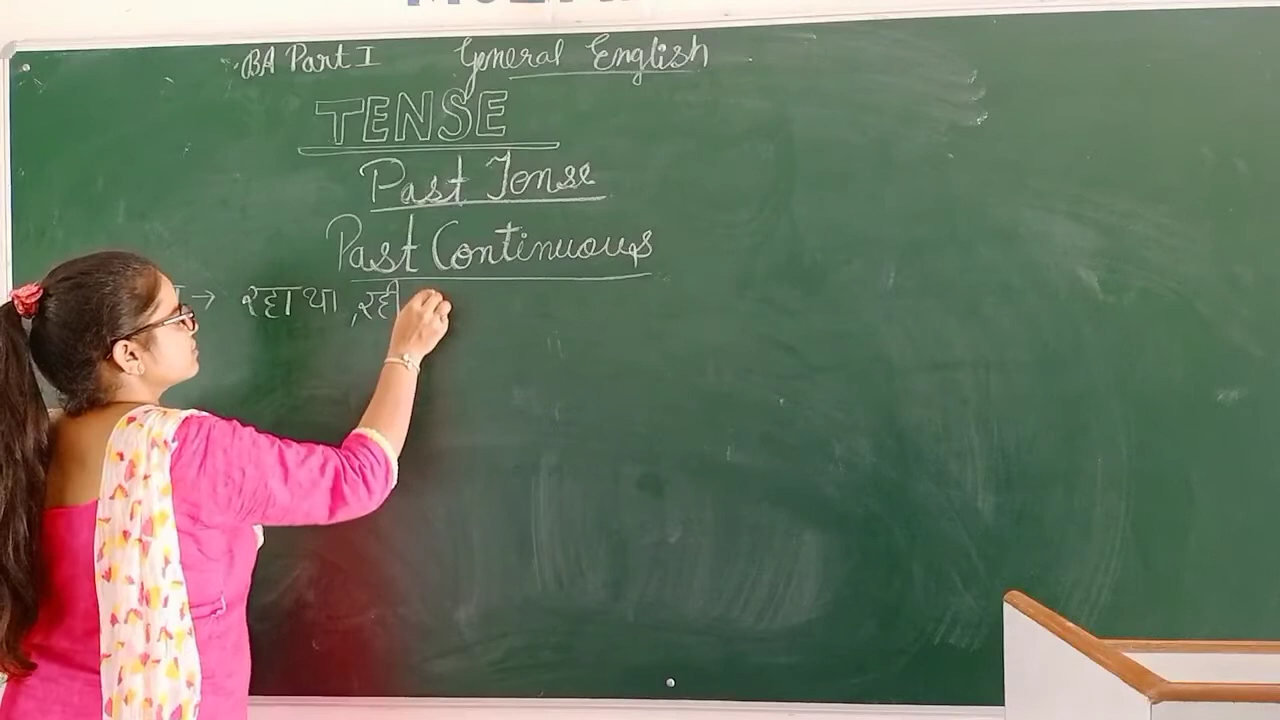 BA Part I General English
TENSE
Past Tense
Past Continuous
→ रहा था, रही